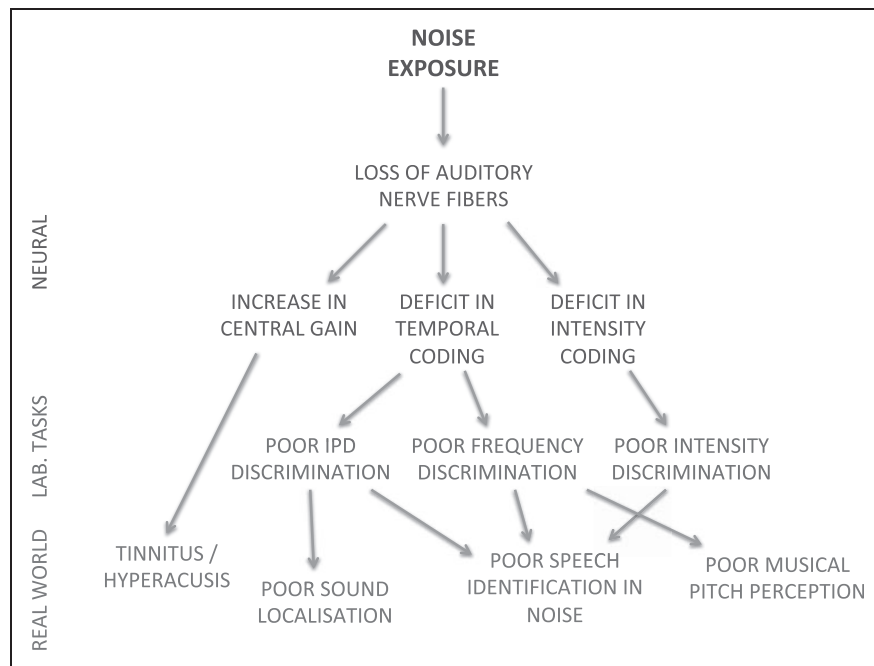 NOISE
EXPOSURE
LOSS OF AUDITORY
NERVE FIBERS
NEURAL
INCREASE IN
CENTRAL GAIN
DEFICIT IN
TEMPORAL
CODING
DEFICIT IN
INTENSITY
CODING
LAB. TASKS
POOR IPD
DISCRIMINATION
POOR FREQUENCY
DISCRIMINATION
POOR INTENSITY
DISCRIMINATION
REAL WORLD
TINNITUS /
HYPERACUSIS
POOR SOUND
LOCALISATION
POOR SPEECH
IDENTIFICATION IN
NOISE
POOR MUSICAL
PITCH PERCEPTION